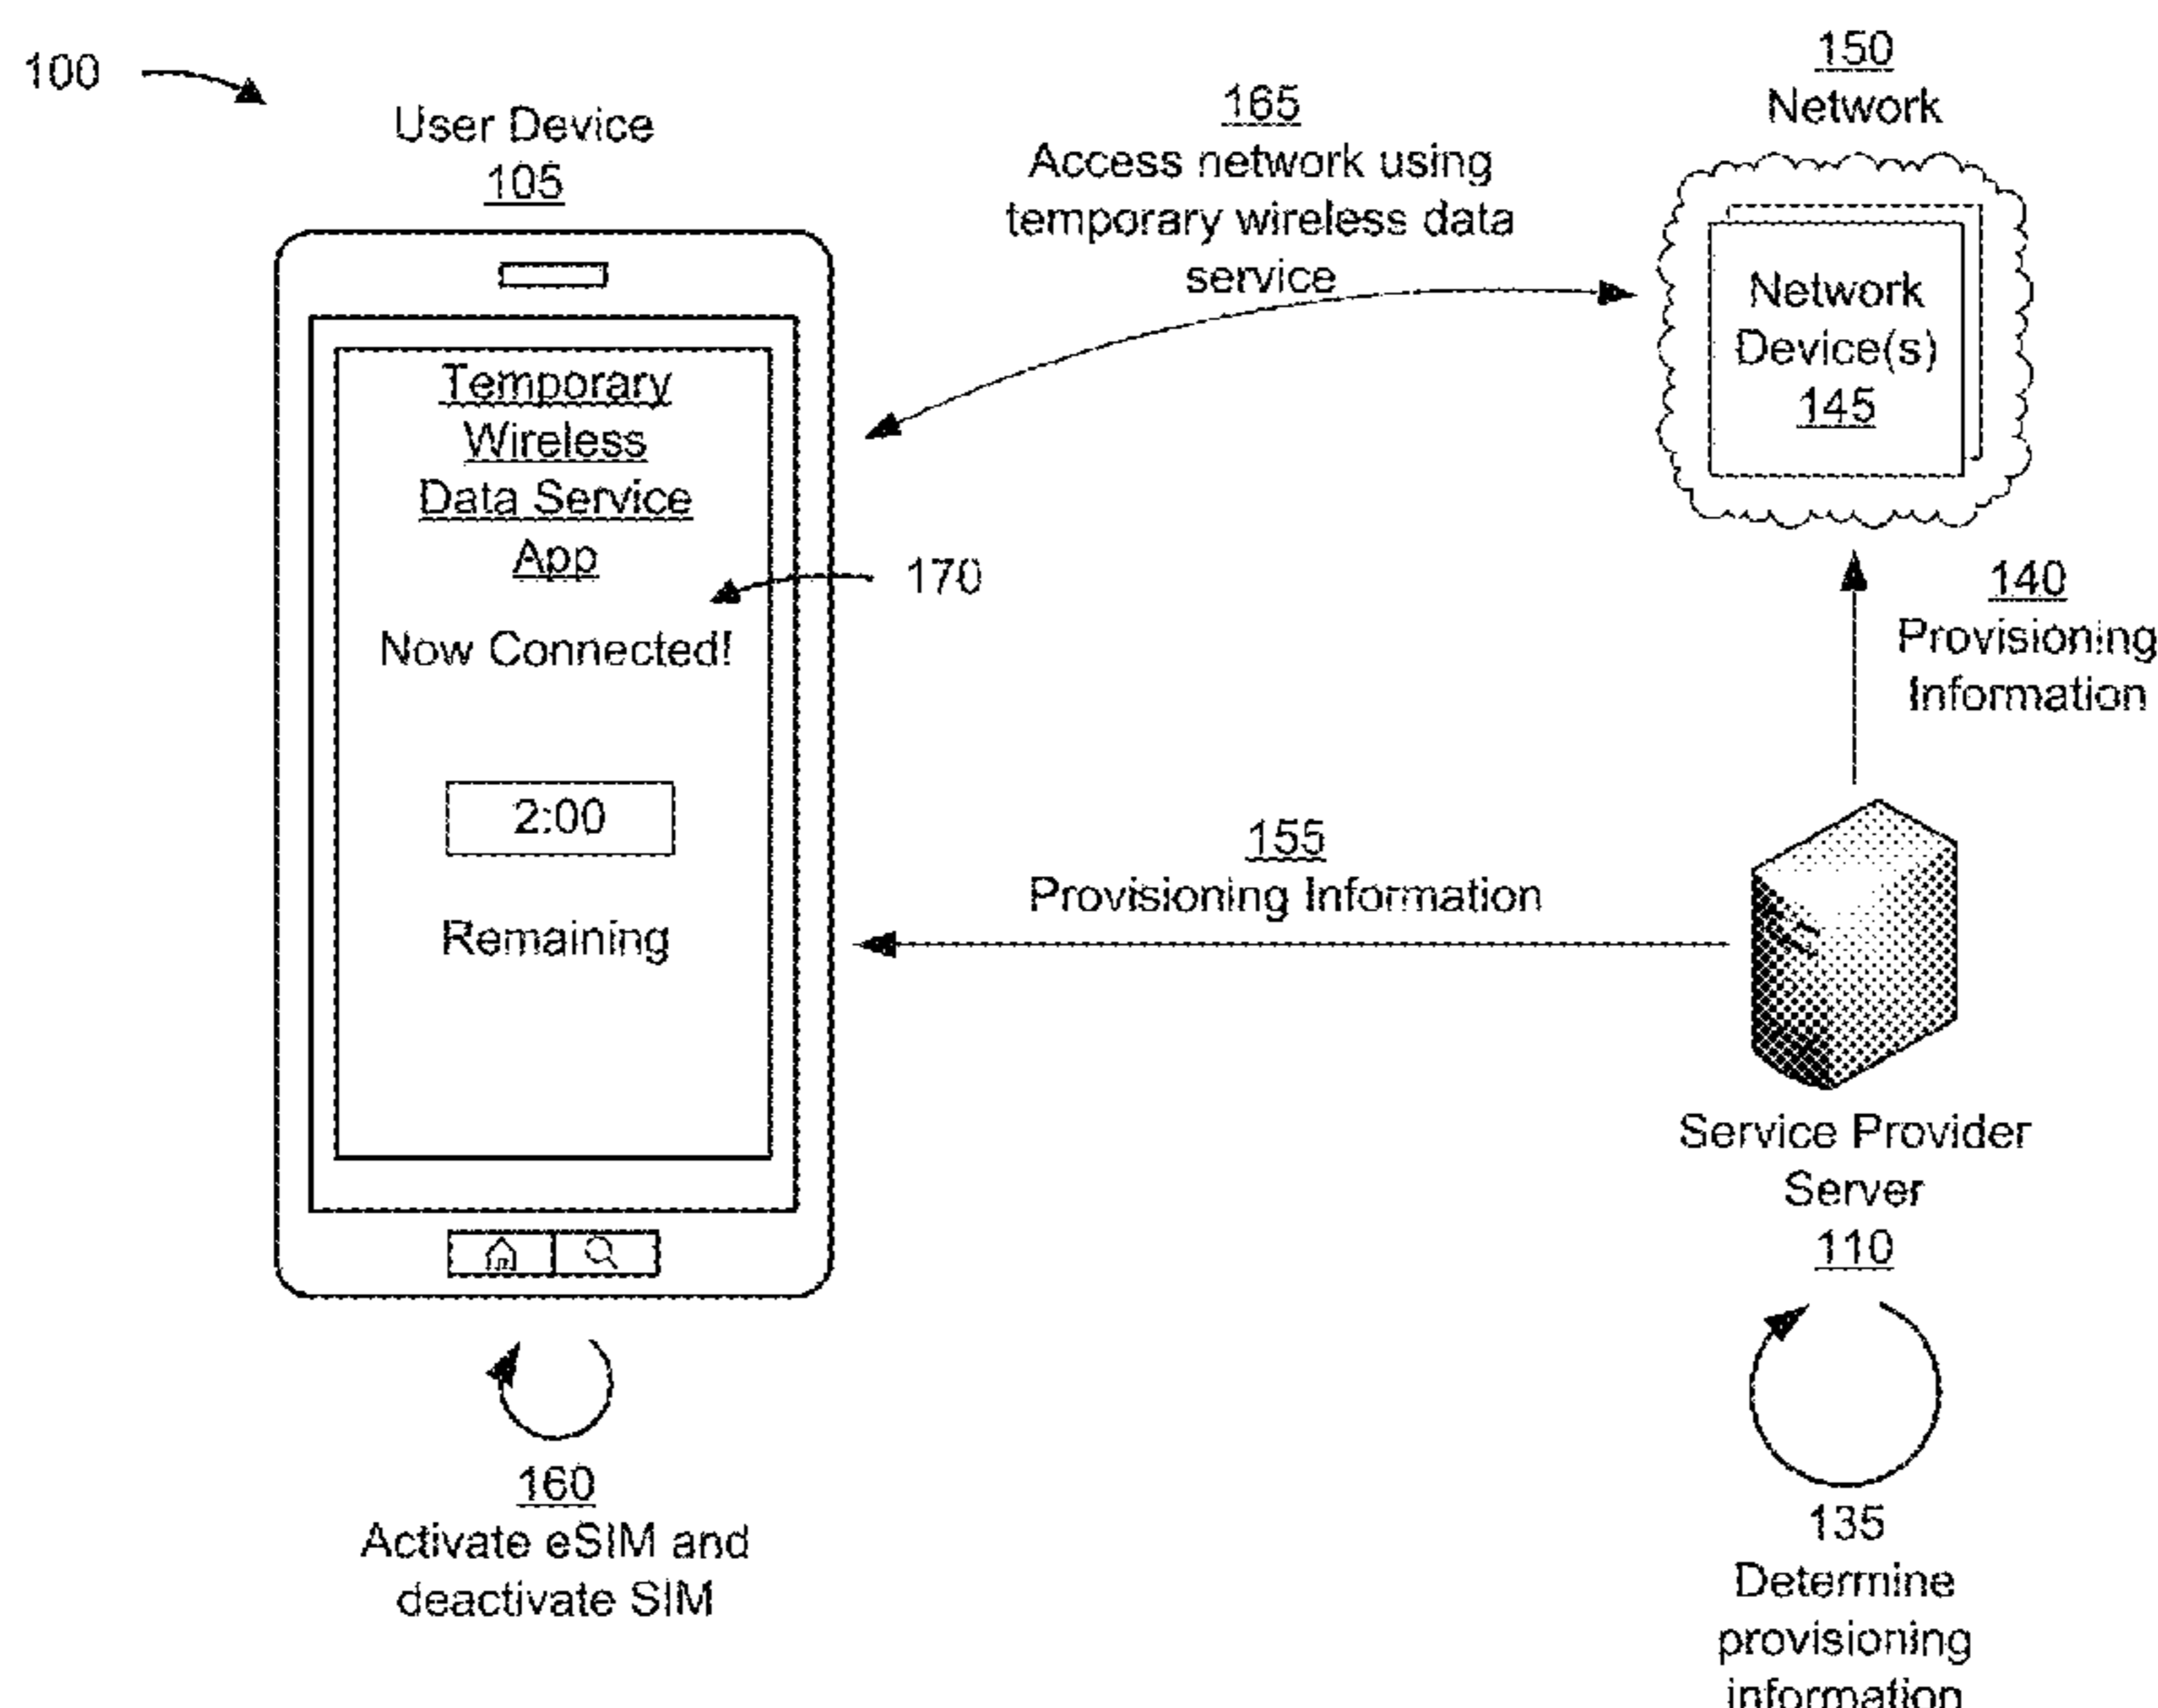 100
User Device
105
Temporary
Wireless
Data Service
App
170
Now Connected!
2:00
Remaining
160
Activate eSIM and
deactivate SIM
165
Access network using
temporary wireless data
service
155
Provisioning Information
150
Network
Network
Device(s)
145
140
Provisioning
Information
Service Provider
Server
110
135
Determine
provisioning
information